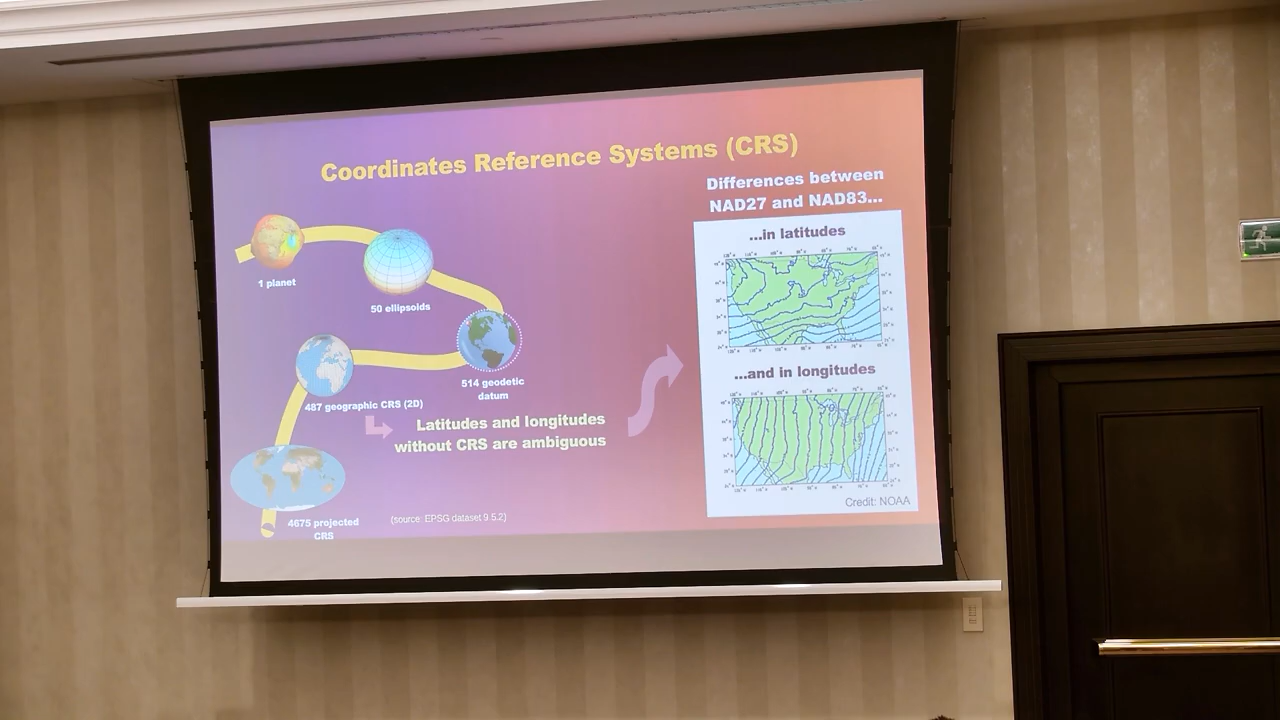 Coordinates Reference Systems (CRS)
1 planet
50 ellipsoids
514 geodetic
datum
487 geographic CRS (2D)
Latitudes and longitudes
without CRS are ambiguous
4675 projected
CRS
(source: EPSG dataset 9.5.2)
Differences between
NAD27 and NAD83...
...in latitudes
...and in longitudes
Credit: NOAA